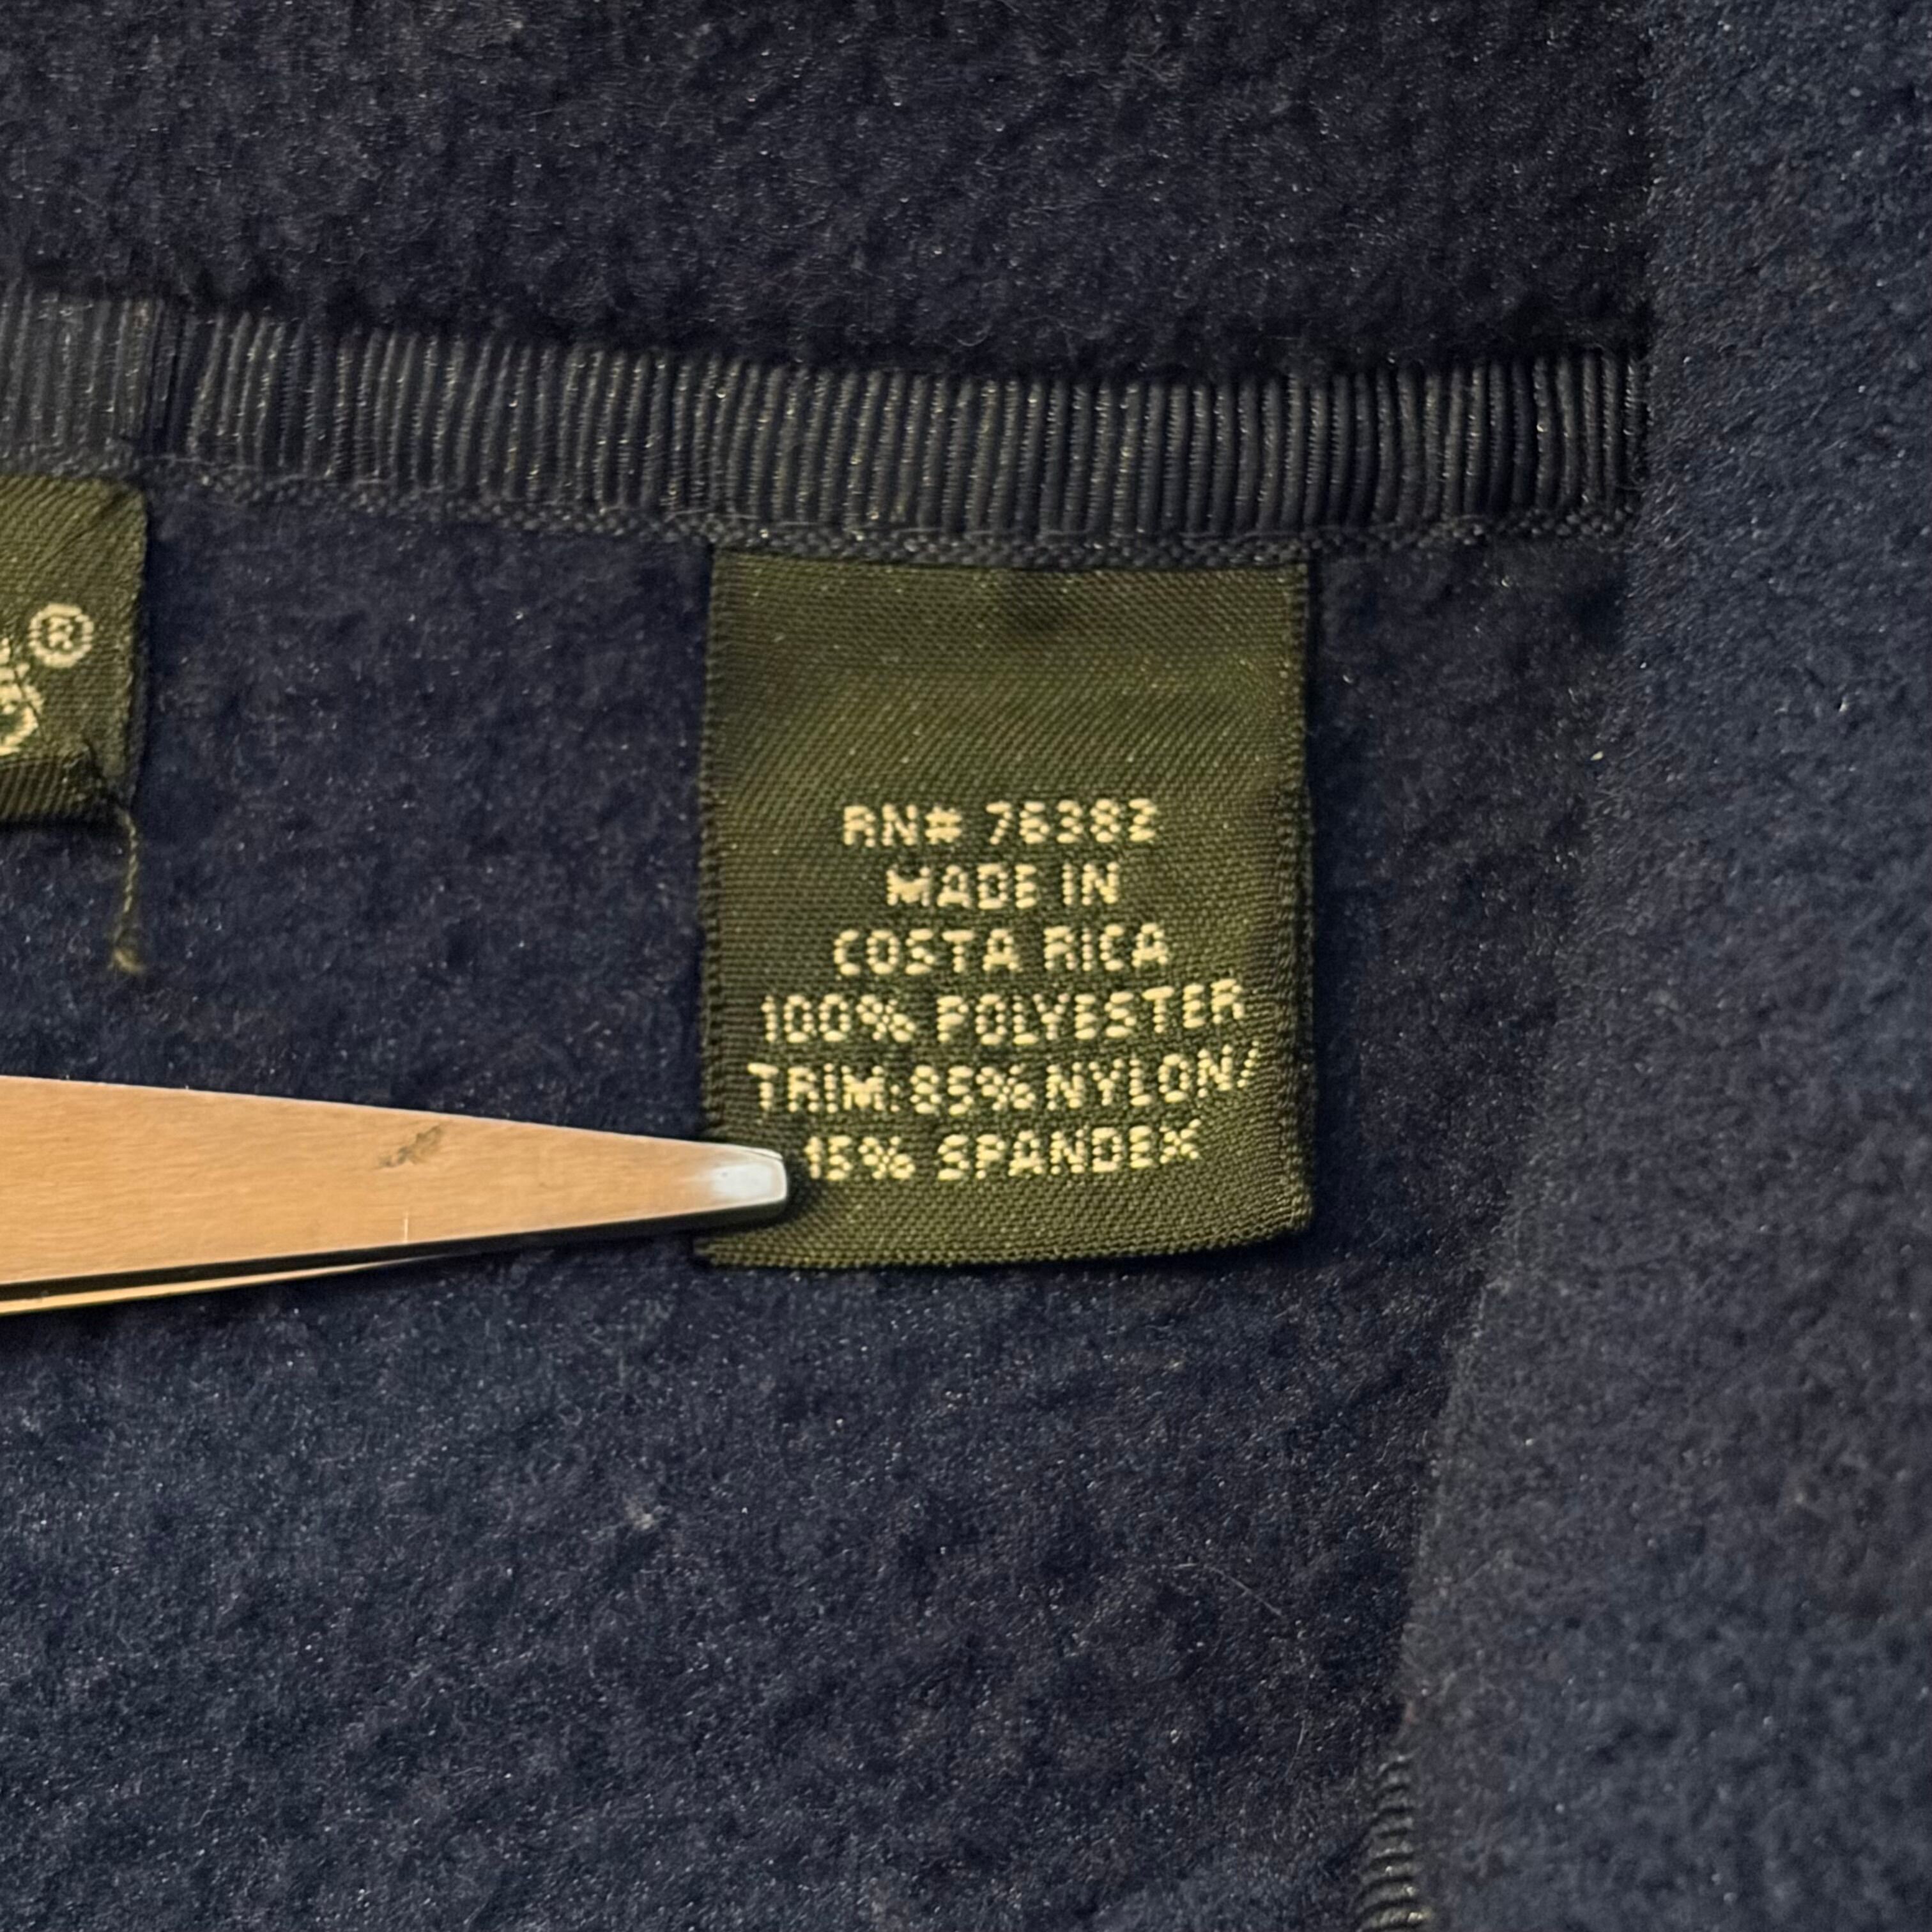 ®
RN# 76382
MADE IN
COSTA RICA
100% POLYESTER
TRIM:85%NYLON/
15% SPANDEX